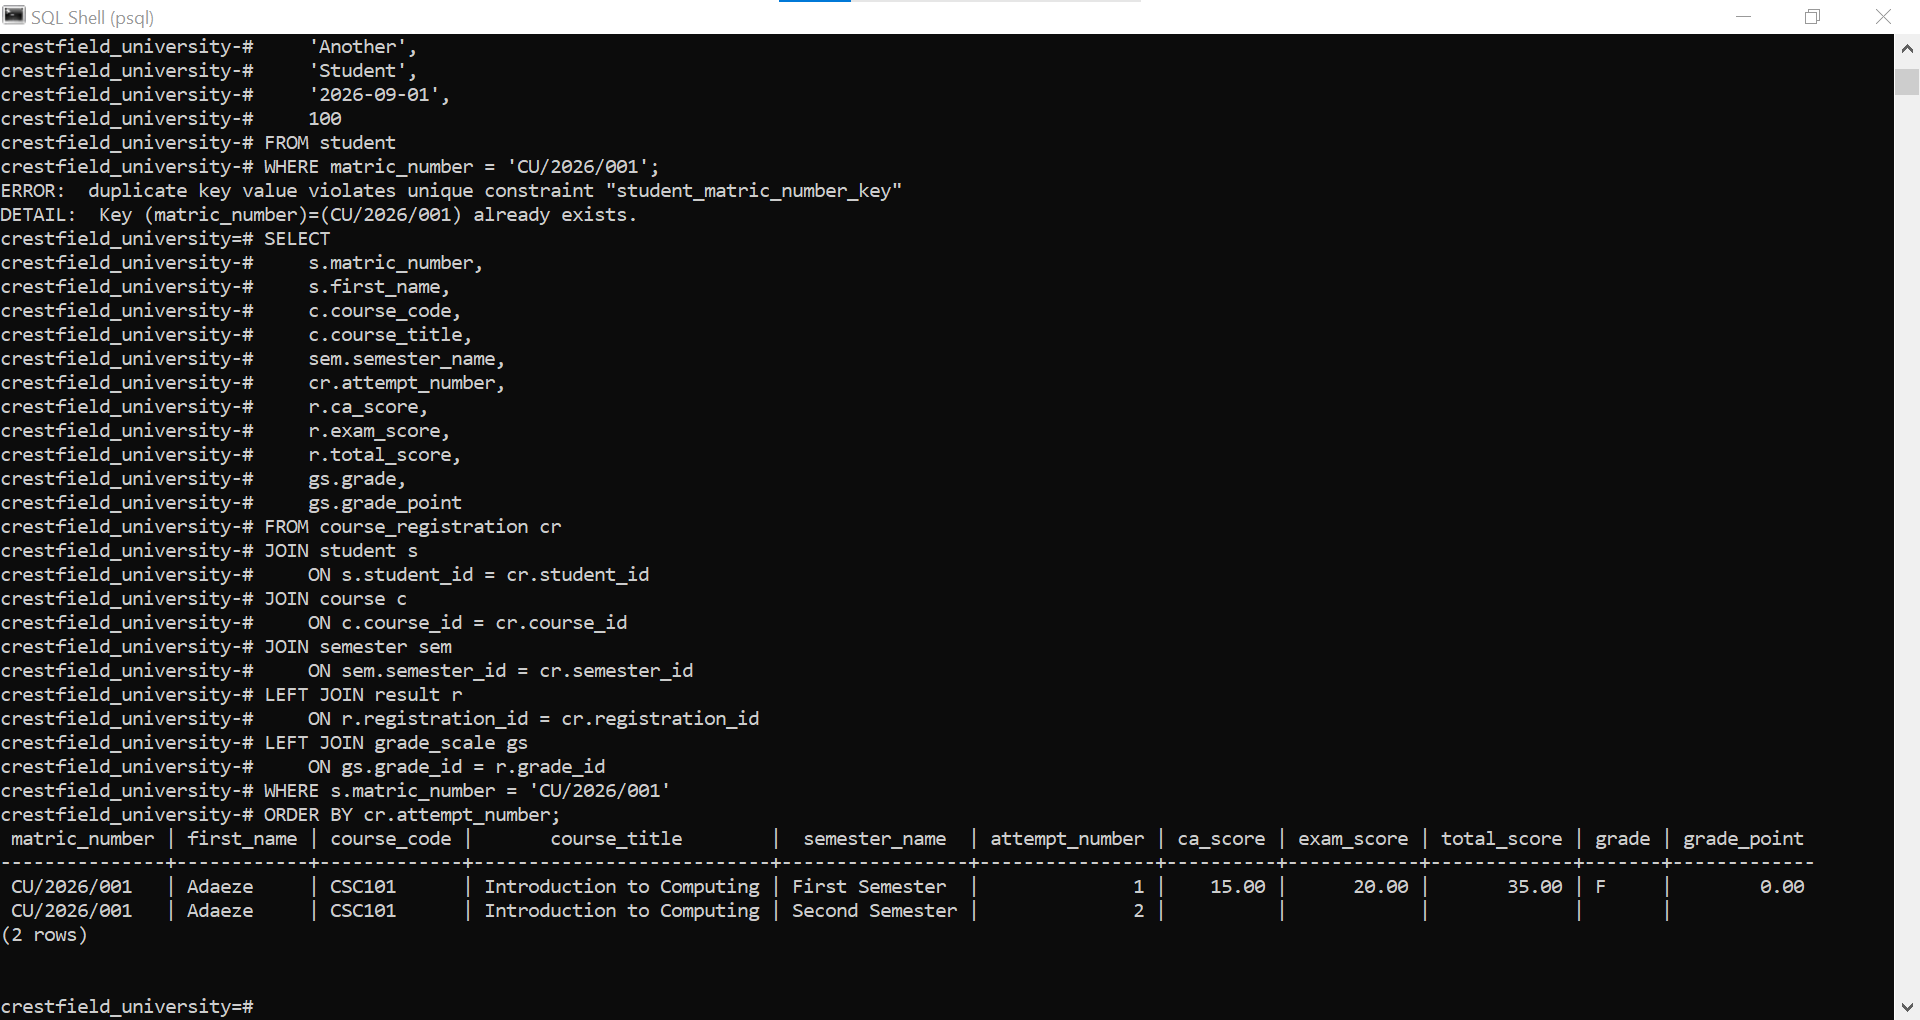 SQL Shell (psql)
crestfield_university-#     'Another',
crestfield_university-#     'Student',
crestfield_university-#     '2026-09-01',
crestfield_university-#     100
crestfield_university-# FROM student
crestfield_university-# WHERE matric_number = 'CU/2026/001';
ERROR:  duplicate key value violates unique constraint "student_matric_number_key"
DETAIL:  Key (matric_number)=(CU/2026/001) already exists.
crestfield_university=# SELECT
crestfield_university-#     s.matric_number,
crestfield_university-#     s.first_name,
crestfield_university-#     c.course_code,
crestfield_university-#     c.course_title,
crestfield_university-#     sem.semester_name,
crestfield_university-#     cr.attempt_number,
crestfield_university-#     r.ca_score,
crestfield_university-#     r.exam_score,
crestfield_university-#     r.total_score,
crestfield_university-#     gs.grade,
crestfield_university-#     gs.grade_point
crestfield_university-# FROM course_registration cr
crestfield_university-# JOIN student s
crestfield_university-#     ON s.student_id = cr.student_id
crestfield_university-# JOIN course c
crestfield_university-#     ON c.course_id = cr.course_id
crestfield_university-# JOIN semester sem
crestfield_university-#     ON sem.semester_id = cr.semester_id
crestfield_university-# LEFT JOIN result r
crestfield_university-#     ON r.registration_id = cr.registration_id
crestfield_university-# LEFT JOIN grade_scale gs
crestfield_university-#     ON gs.grade_id = r.grade_id
crestfield_university-# WHERE s.matric_number = 'CU/2026/001'
crestfield_university-# ORDER BY cr.attempt_number;
 matric_number | first_name | course_code |       course_title        |  semester_name  | attempt_number | ca_score | exam_score | total_score | grade | grade_point
---------------+------------+-------------+---------------------------+-----------------+----------------+----------+------------+-------------+-------+-------------
 CU/2026/001   | Adaeze     | CSC101      | Introduction to Computing | First Semester  |              1 |    15.00 |      20.00 |       35.00 | F     |        0.00
 CU/2026/001   | Adaeze     | CSC101      | Introduction to Computing | Second Semester |              2 |          |            |             |       |
(2 rows)
crestfield_university=#